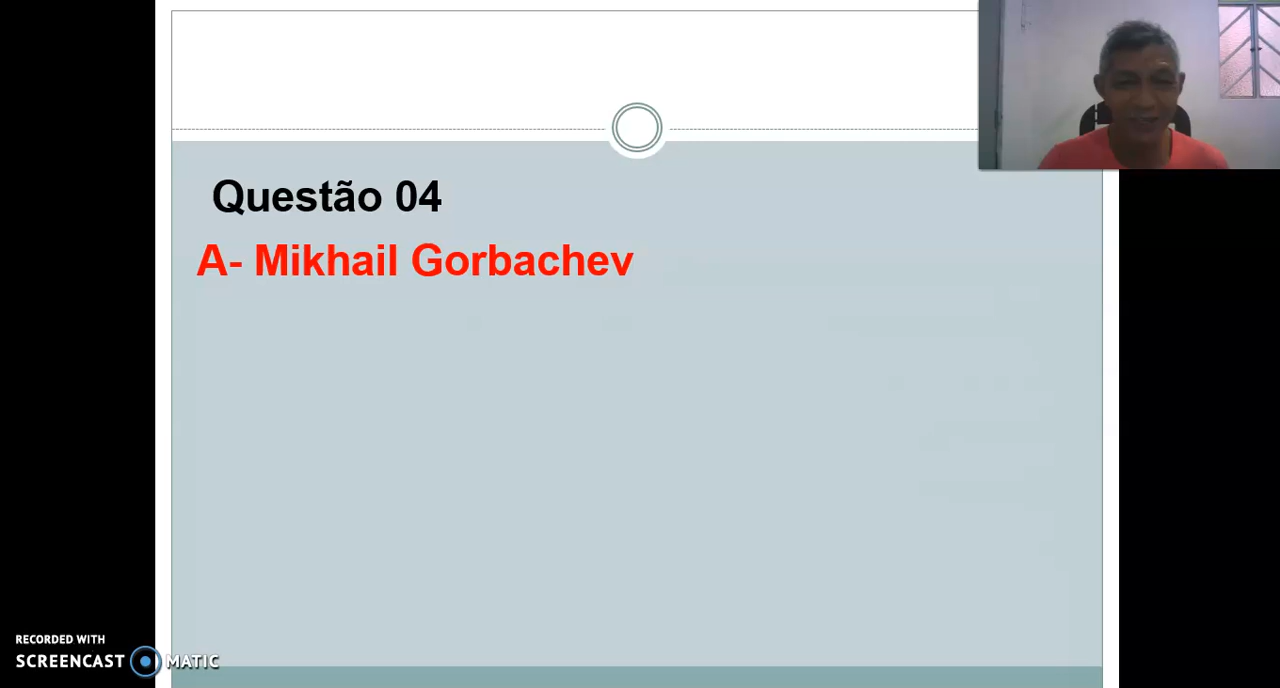 Questão 04
A- Mikhail Gorbachev
RECORDED WITH
SCREENCAST MATIC